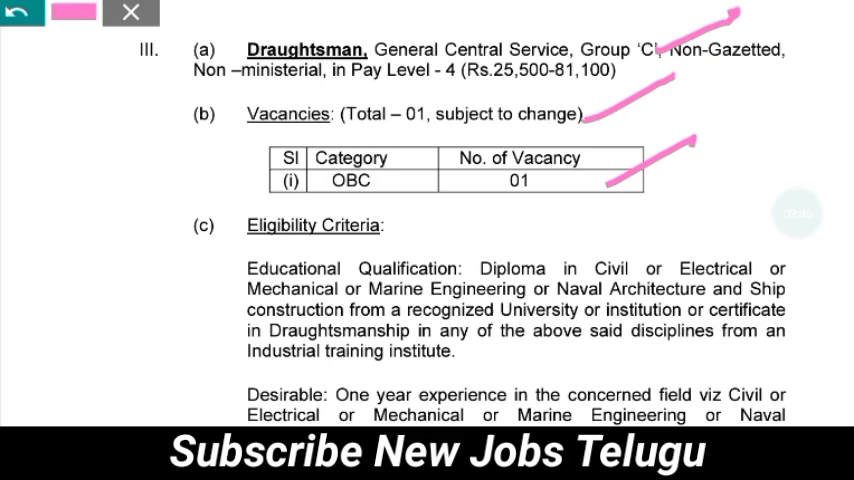 III. (a) Draughtsman, General Central Service, Group ‘C’, Non-Gazetted,
Non –ministerial, in Pay Level - 4 (Rs.25,500-81,100)
(b) Vacancies: (Total – 01, subject to change)
Sl Category No. of Vacancy
(i) OBC 01
02:46
(c) Eligibility Criteria:
Educational Qualification: Diploma in Civil or Electrical or
Mechanical or Marine Engineering or Naval Architecture and Ship
construction from a recognized University or institution or certificate
in Draughtsmanship in any of the above said disciplines from an
Industrial training institute.
Desirable: One year experience in the concerned field viz Civil or
Electrical or Mechanical or Marine Engineering or Naval
Subscribe New Jobs Telugu